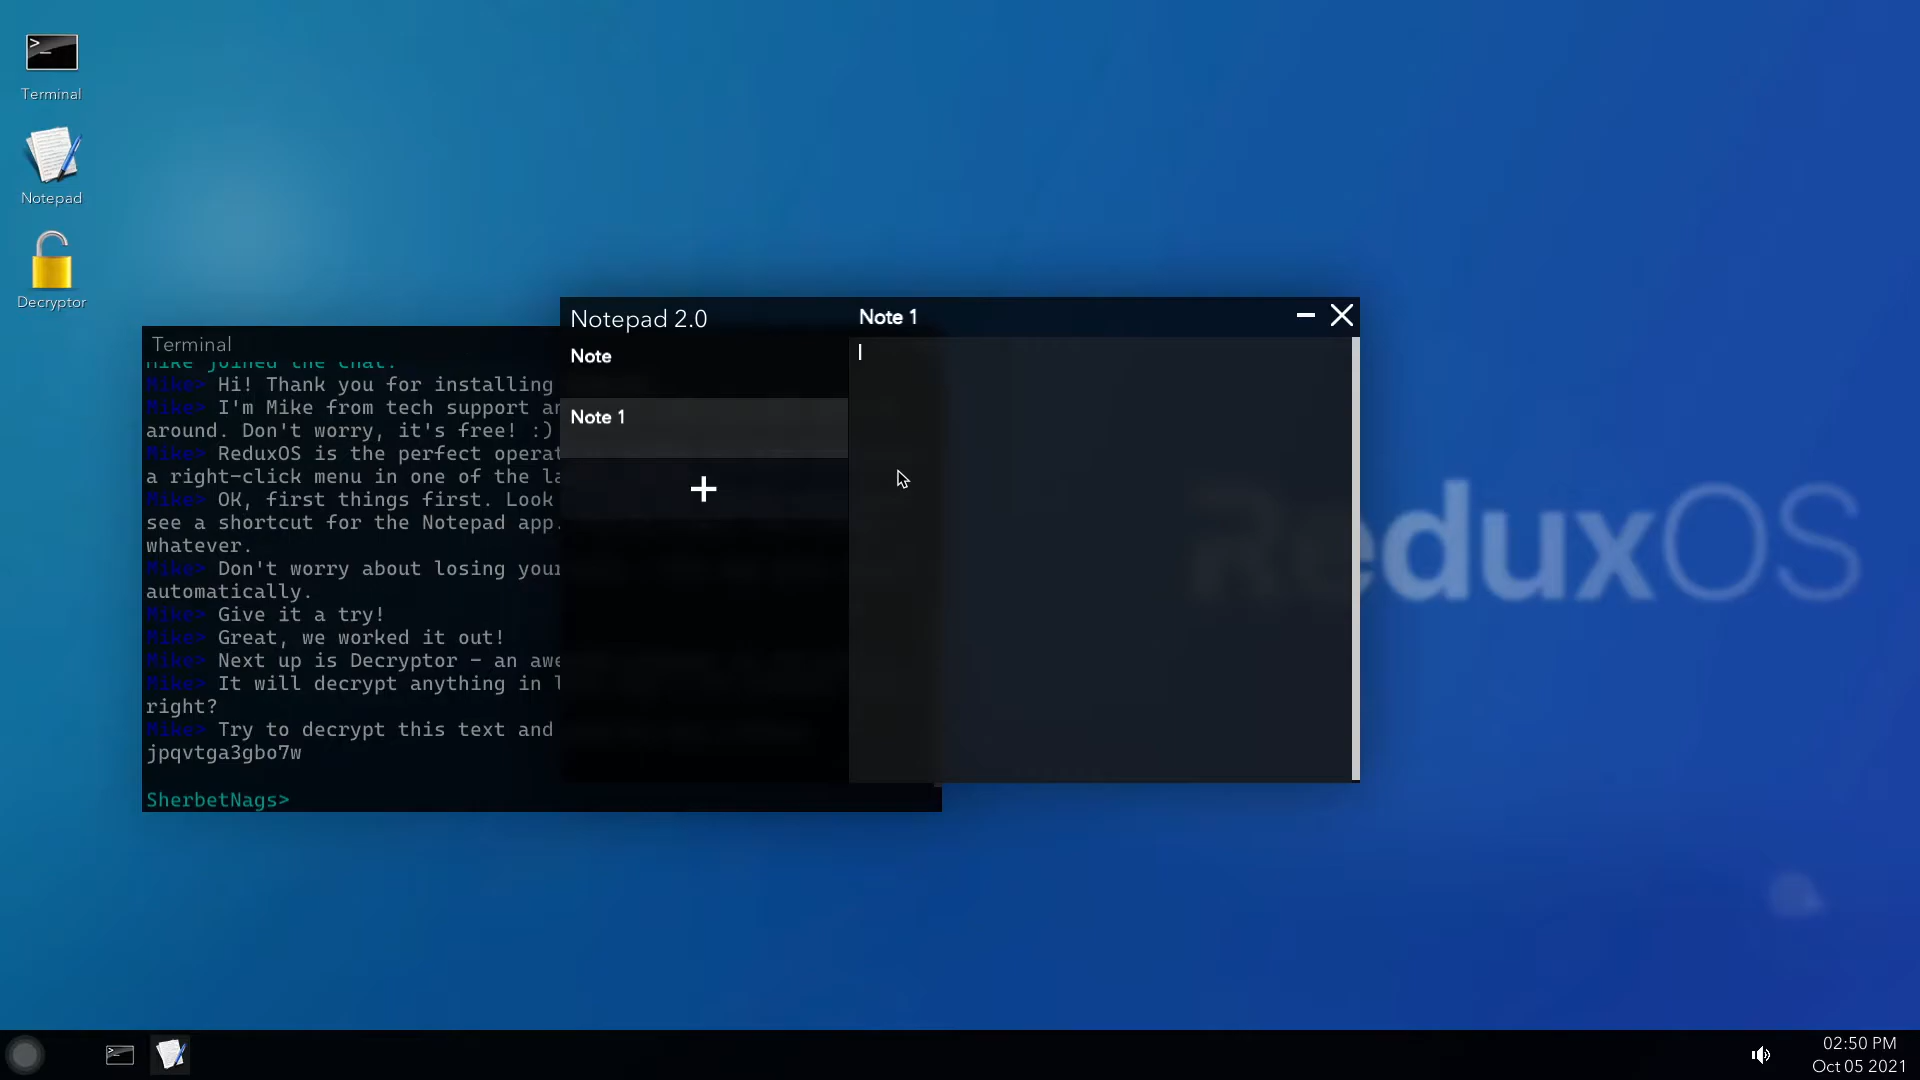 Terminal
Notepad
Decryptor
Terminal
Mike joined the chat.
Mike> Hi! Thank you for installing
Mike> I'm Mike from tech support
around. Don't worry, it's free! :)
Mike> ReduxOS is the perfect
a right-click menu in one of the
Mike> OK, first things first. Look
see a shortcut for the Notepad app.
whatever.
Mike> Don't worry about losing your
automatically.
Mike> Give it a try!
Mike> Great, we worked it out!
Mike> Next up is Decryptor – an
Mike> It will decrypt anything in
right?
Mike> Try to decrypt this text and
jpqvtga3gbo7w
SherbetNags>
Notepad 2.0
Note 1
Note
Note 1
ReduxOS
02:50 PM
Oct 05 2021